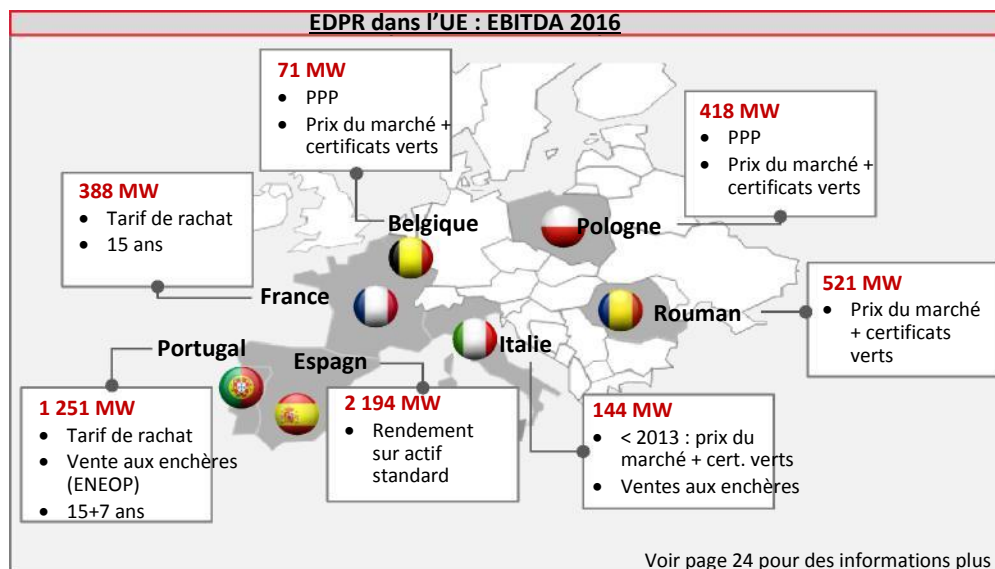 EDPR dans l'UE : EBITDA 2016
71 MW
• PPP
• Prix du marché +
certificats verts
418 MW
• PPP
• Prix du marché +
certificats verts
388 MW
• Tarif de rachat
• 15 ans
Belgique
Pologne
France
521 MW
• Prix du marché
+ certificats
verts
Rouman
Italie
Portugal
Espagn
1 251 MW
• Tarif de rachat
• Vente aux enchères
(ENEOP)
• 15+7 ans
2 194 MW
• Rendement
sur actif
standard
144 MW
• < 2013 : prix du
marché + cert. verts
• Ventes aux enchères
Voir page 24 pour des informations plus